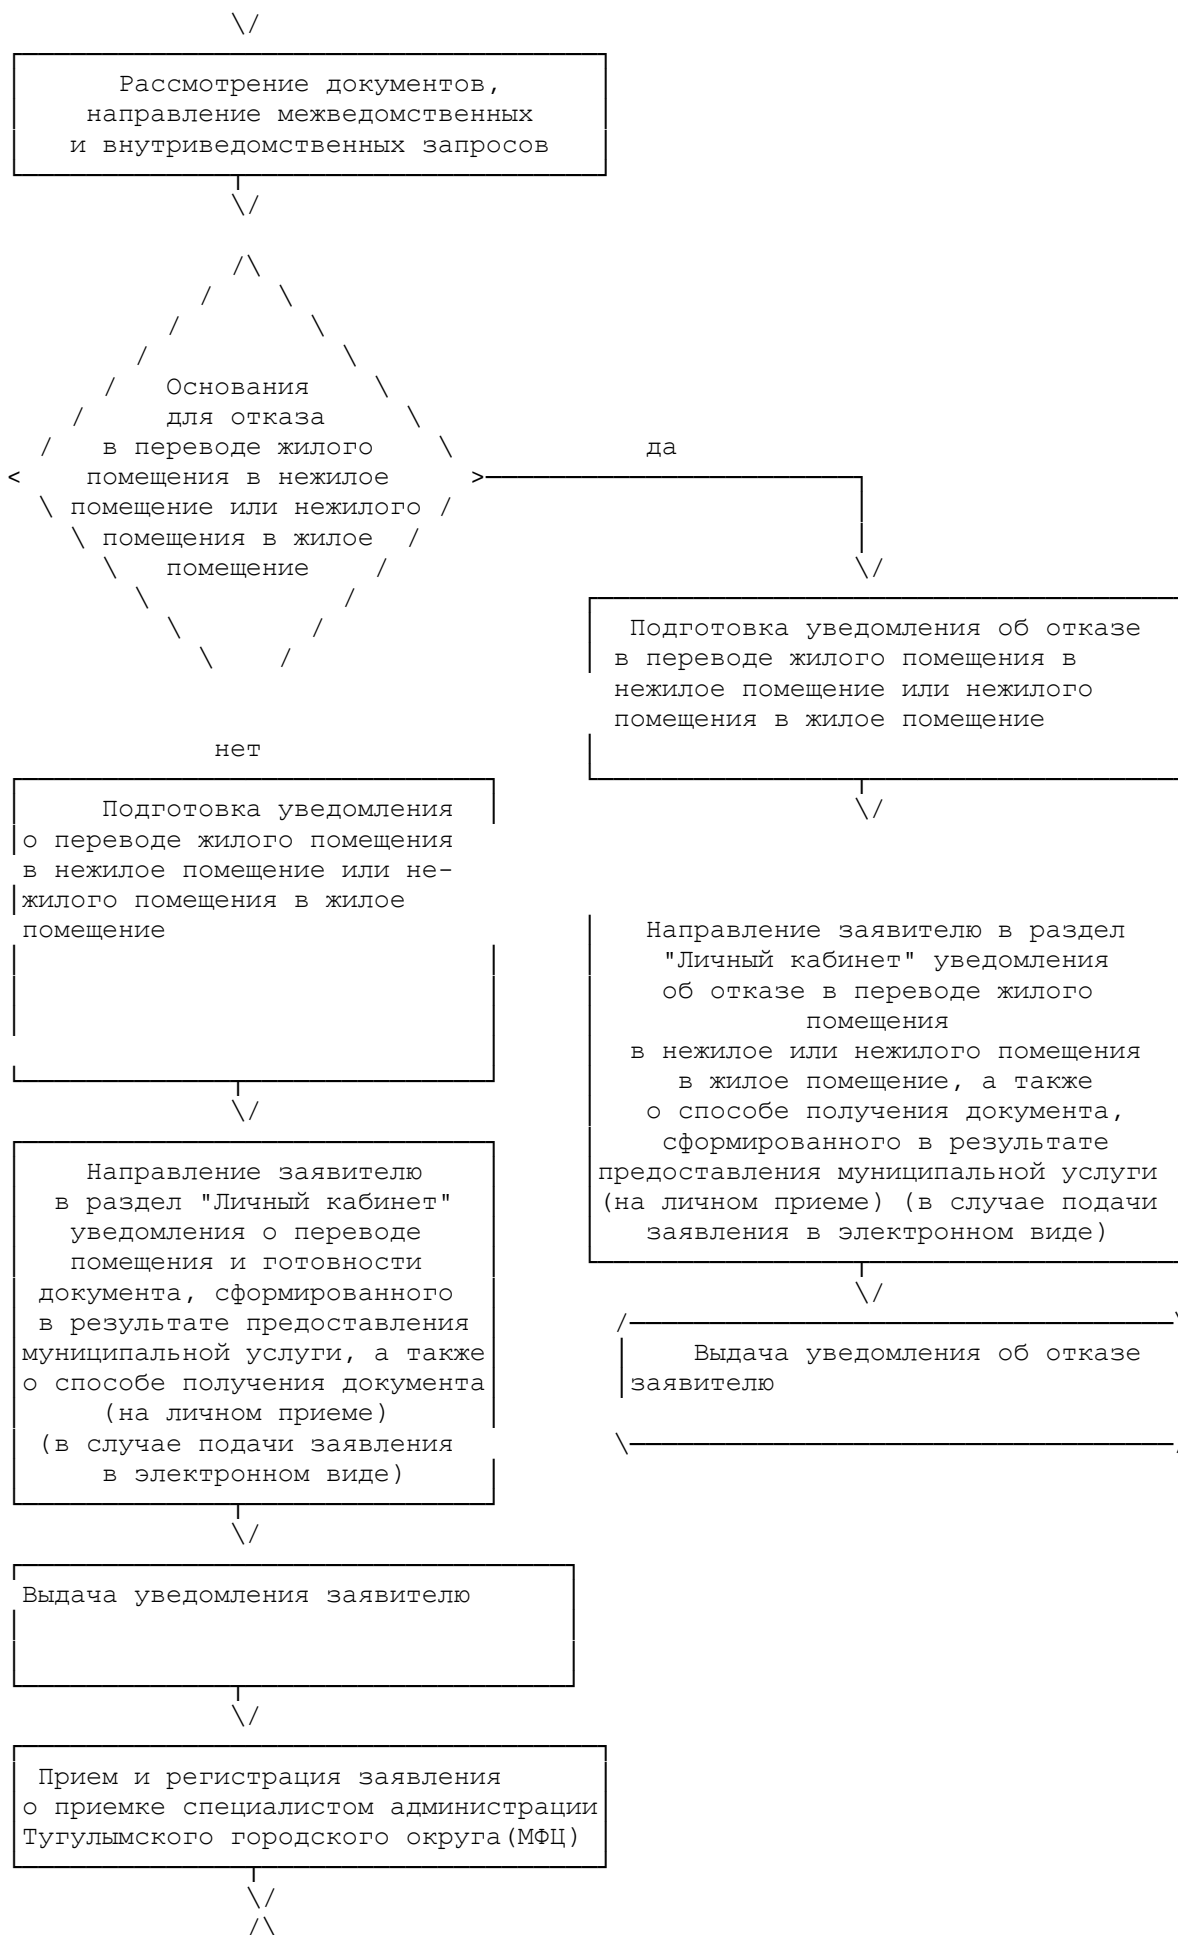 Рассмотрение документов,
направление межведомственных
и внутриведомственных запросов
Основания
для отказа
в переводе жилого
помещения в нежилое
помещение или нежилого
помещения в жилое
помещение
да
Подготовка уведомления об отказе
в переводе жилого помещения в
нежилое помещение или нежилого
помещения в жилое помещение
нет
Подготовка уведомления
о переводе жилого помещения
в нежилое помещение или не-
жилого помещения в жилое
помещение
Направление заявителю в раздел
"Личный кабинет" уведомления
об отказе в переводе жилого
помещения
в нежилое или нежилого помещения
в жилое помещение, а также
о способе получения документа,
сформированного в результате
предоставления муниципальной услуги
(на личном приеме) (в случае подачи
заявления в электронном виде)
Направление заявителю
в раздел "Личный кабинет"
уведомления о переводе
помещения и готовности
документа, сформированного
в результате предоставления
муниципальной услуги, а также
о способе получения документа
(на личном приеме)
(в случае подачи заявления
в электронном виде)
Выдача уведомления об отказе
заявителю
Выдача уведомления заявителю
Прием и регистрация заявления
о приемке специалистом администрации
Тугулымского городского округа(МФЦ)